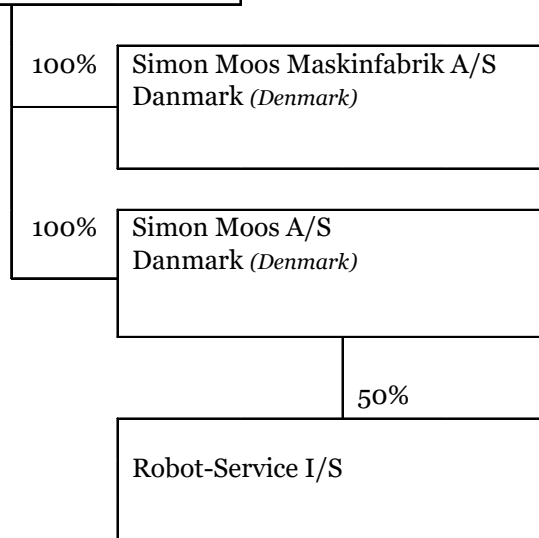 100%
Simon Moos Maskinfabrik A/S
Danmark (Denmark)
100%
Simon Moos A/S
Danmark (Denmark)
50%
Robot-Service I/S